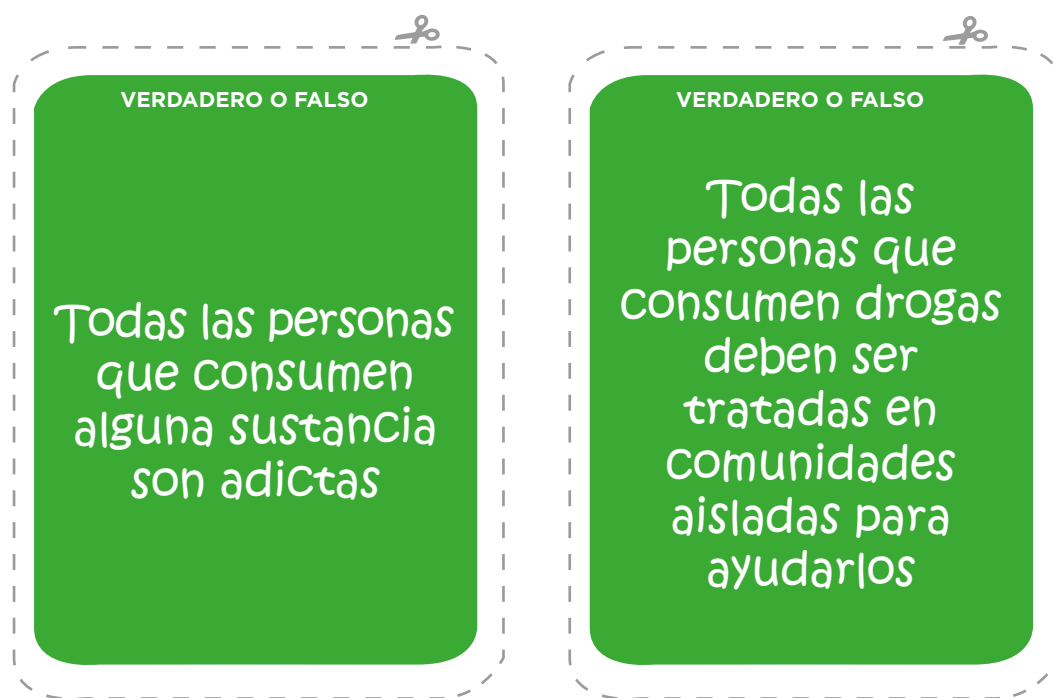 VERDADERO O FALSO
Todas las personas
que consumen
alguna sustancia
son adictas
VERDADERO O FALSO
Todas las
personas que
consumen drogas
deben ser
tratadas en
comunidades
aisladas para
ayudarlos